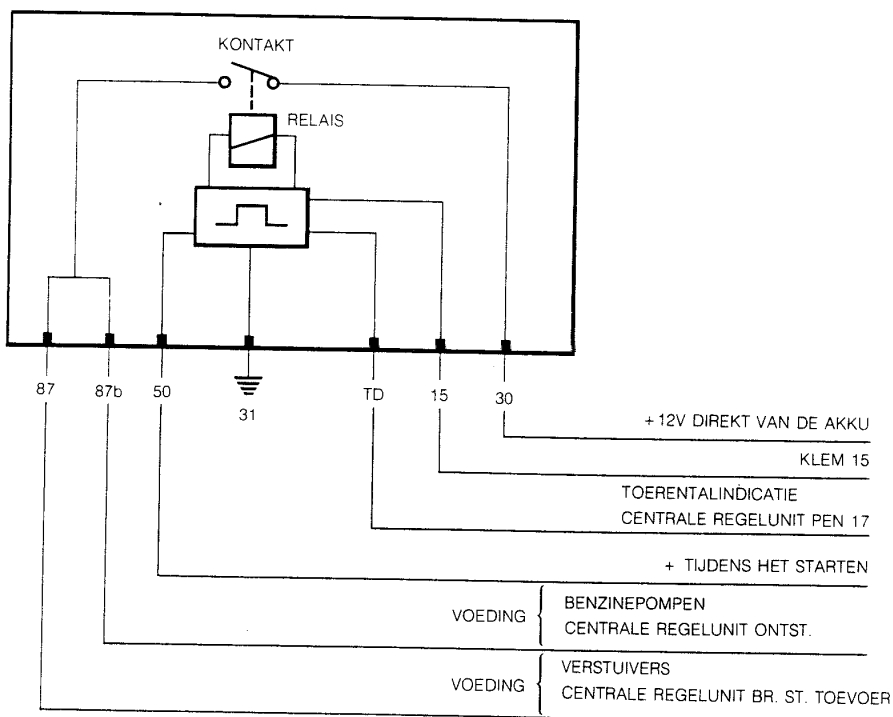 KONTAKT
RELAIS
87
87b
50
31
TD
15
30
+12V DIREKT VAN DE AKKU
KLEM 15
TOERENTALINDICATIE
CENTRALE REGELUNIT PEN 17
+ TIJDENS HET STARTEN
VOEDING
BENZINEPOMPEN
CENTRALE REGELUNIT ONTST.
VOEDING
VERSTUIVERS
CENTRALE REGELUNIT BR. ST. TOEVOER